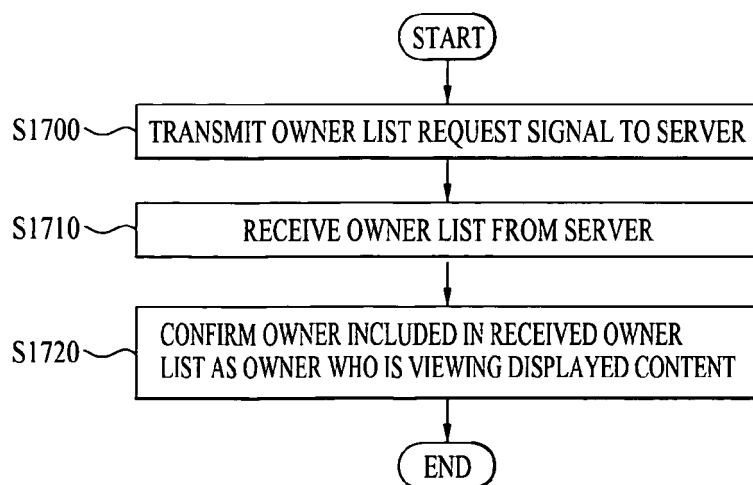 START
S1700 TRANSMIT OWNER LIST REQUEST SIGNAL TO SERVER
S1710 RECEIVE OWNER LIST FROM SERVER
S1720 CONFIRM OWNER INCLUDED IN RECEIVED OWNER
LIST AS OWNER WHO IS VIEWING DISPLAYED CONTENT
END